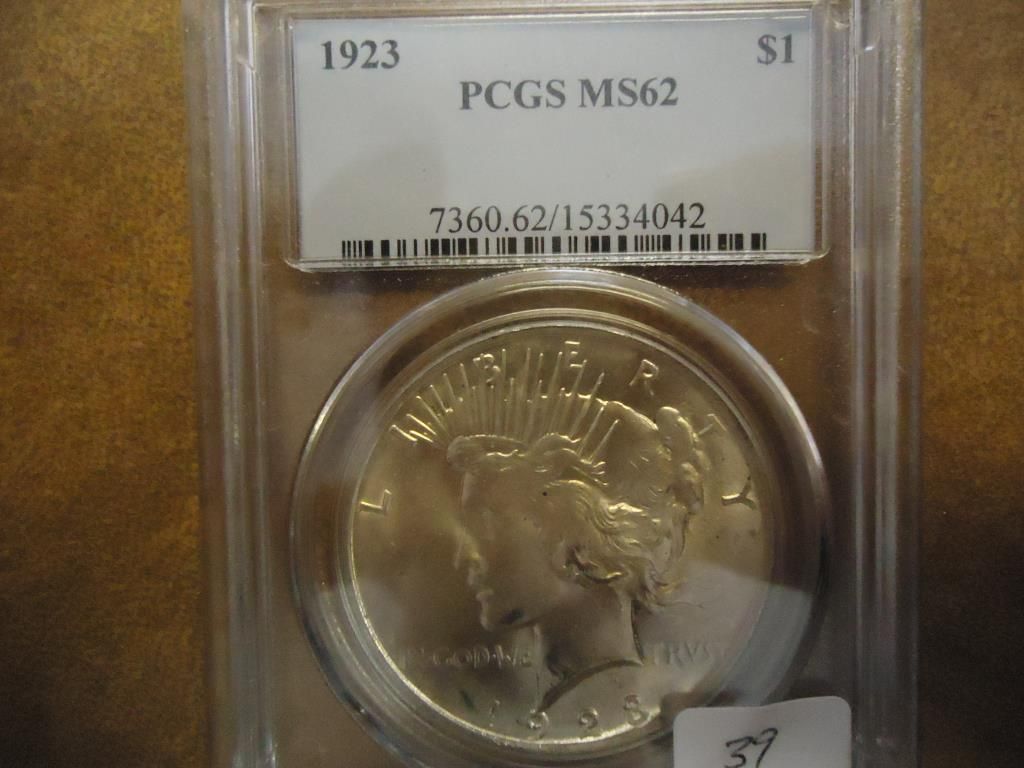 1923 $1
PCGS MS62
7360.62/15334042
LIBERTY
IN GOD WE TRVST
1923
39